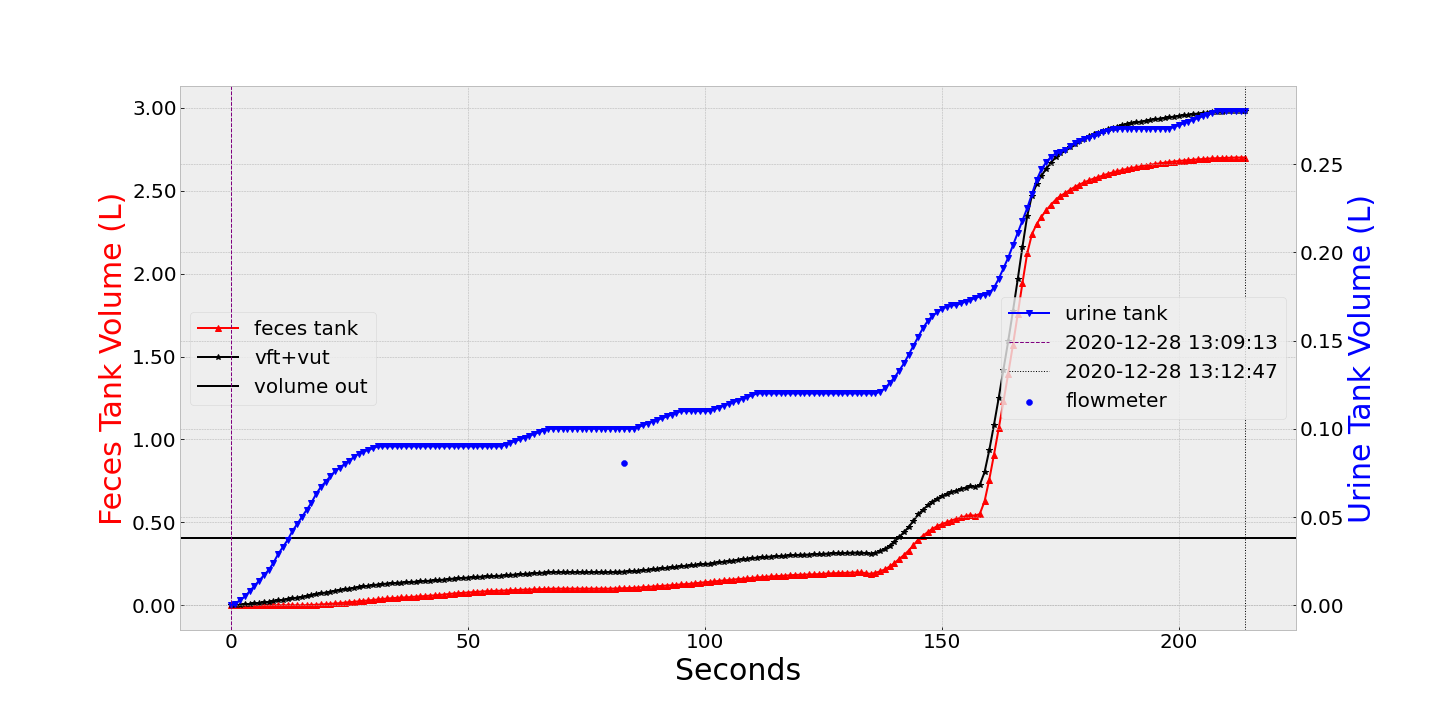 3.00
2.50
2.00
1.50
1.00
0.50
0.00
Feces Tank Volume (L)
feces tank
vft+vut
volume out
urine tank
2020-12-28 13:09:13
2020-12-28 13:12:47
flowmeter
0.25
0.20
0.15
0.10
0.05
0.00
Urine Tank Volume (L)
0 50 100 150 200
Seconds